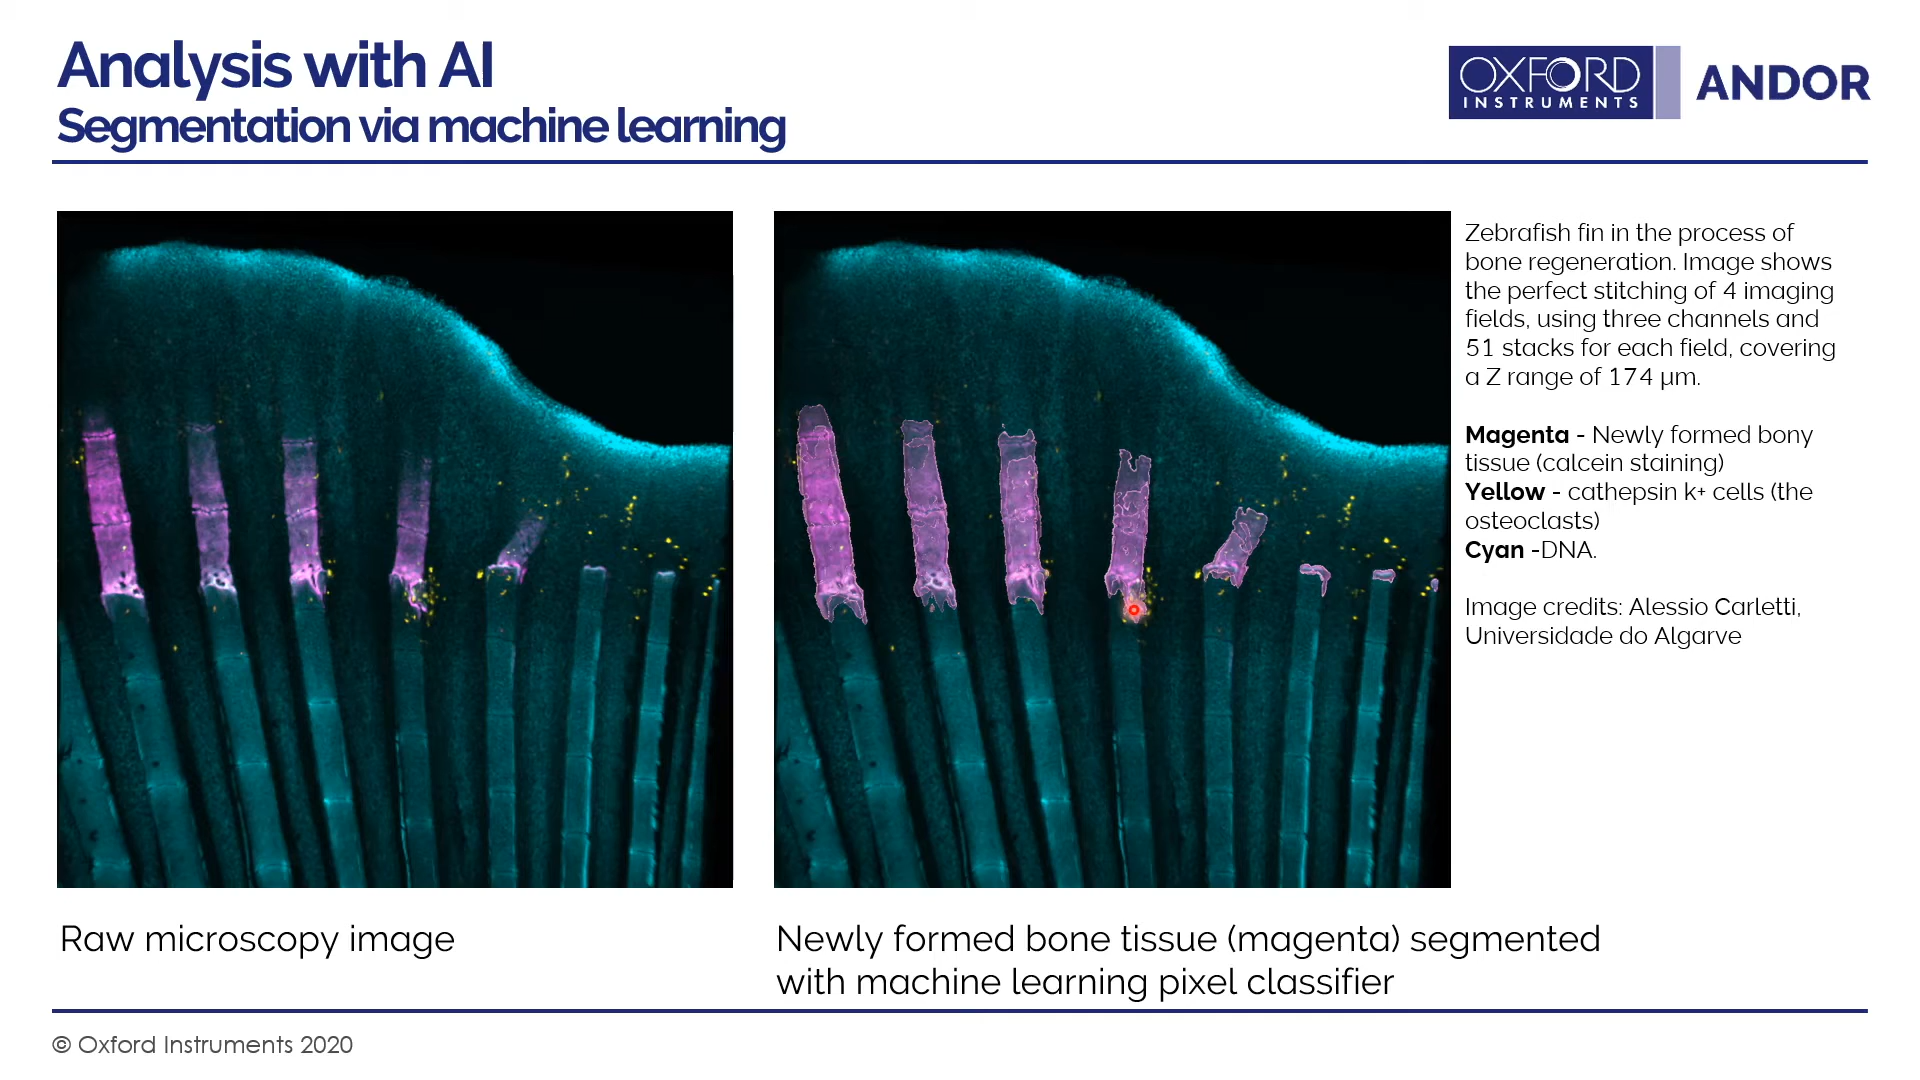 Analysis with AI
Segmentation via machine learning
OXFORD
INSTRUMENTS
ANDOR
Zebrafish fin in the process of
bone regeneration. Image shows
the perfect stitching of 4 imaging
fields, using three channels and
51 stacks for each field, covering
a Z range of 174 µm.
Magenta - Newly formed bony
tissue (calcein staining)
Yellow - cathepsin k+ cells (the
osteoclasts)
Cyan -DNA.
Image credits: Alessio Carletti,
Universidade do Algarve
Raw microscopy image
Newly formed bone tissue (magenta) segmented
with machine learning pixel classifier
© Oxford Instruments 2020